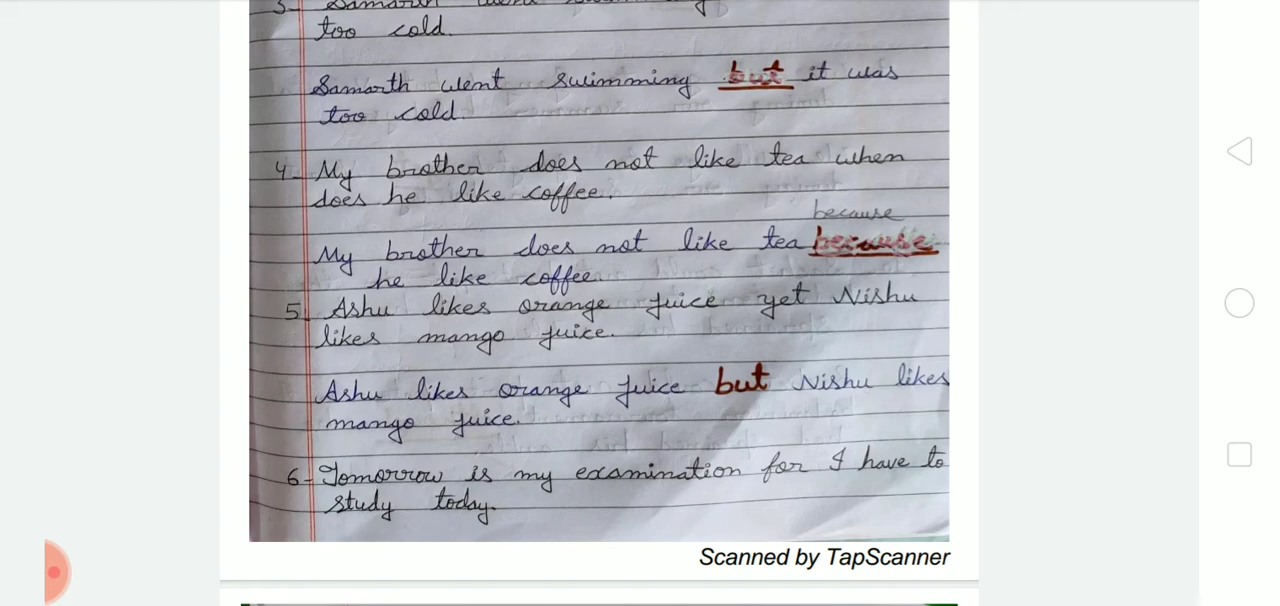 3-
too cold.
Samarth went swimming but it was
too cold.
4- My brother does not like tea when
does he like coffee.
because
My brother does not like tea because
he like coffee.
5. Ashu likes orange juice yet Nishu
likes mango juice.
Ashu likes orange juice but Nishu likes
mango juice.
6- Tomorrow is my examination for I have to
study today.
Scanned by TapScanner